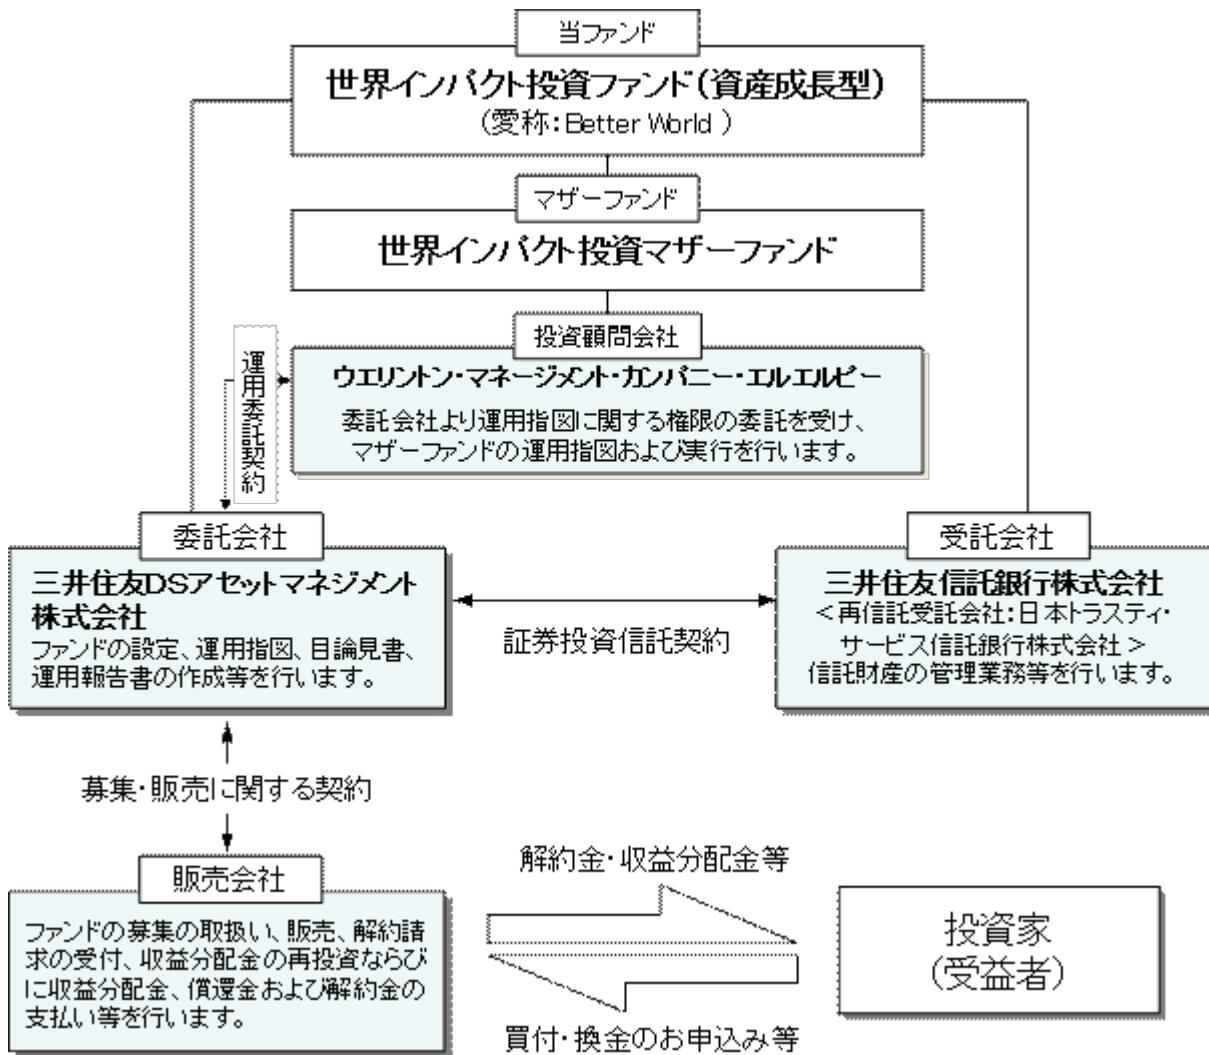 当ファンド
世界インパクト投資ファンド(資産成長型)
(愛称:Better World )
マザーファンド
世界インパクト投資マザーファンド
投資顧問会社
ウエリントン・マネージメント・カンパニー・エルエルピー
委託会社より運用指図に関する権限の委託を受け、
マザーファンドの運用指図および実行を行います。
運用委託契約
委託会社
三井住友DSアセットマネジメント
株式会社
ファンドの設定、運用指図、目論見書、
運用報告書の作成等を行います。
証券投資信託契約
受託会社
三井住友信託銀行株式会社
<再信託受託会社:日本トラスティ・
サービス信託銀行株式会社>
信託財産の管理業務等を行います。
募集・販売に関する契約
販売会社
ファンドの募集の取扱い、販売、解約請
求の受付、収益分配金の再投資ならび
に収益分配金、償還金および解約金の
支払い等を行います。
解約金・収益分配金等
買付・換金のお申込み等
投資家
(受益者)